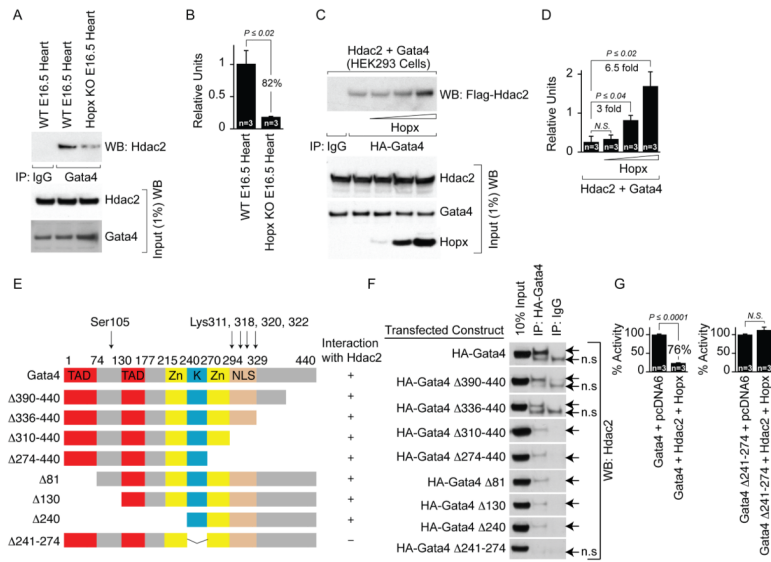 A
WT E16.5 Heart
WT E16.5 Heart
Hopx KO E16.5 Heart
WB: Hdac2
IP: IgG
Gata4
Hdac2
Gata4
Input (1%) WB
B
P ≤ 0.02
82%
Relative Units
1.0
0.5
0
n=3
n=3
WT E16.5 Heart
Hopx KO E16.5 Heart
C
Hdac2 + Gata4
(HEK293 Cells)
WB: Flag-Hdac2
Hopx
IP: IgG
HA-Gata4
Hdac2
Gata4
Hopx
Input (1%) WB
D
P ≤ 0.02
6.5 fold
P ≤ 0.04
3 fold
N.S.
Relative Units
2
1
0
n=3
n=3
n=3
n=3
Hopx
Hdac2 + Gata4
E
Ser105
Lys311, 318, 320, 322
Interaction
with Hdac2
1 74 130 177 215 240 270 294 329 440
Gata4 TAD TAD Zn K Zn NLS +
Δ390-440 +
Δ336-440 +
Δ310-440 +
Δ274-440 +
Δ81 +
Δ130 +
Δ240 +
Δ241-274 −
F
Transfected Construct
10% Input
IP: HA-Gata4
IP: IgG
HA-Gata4
n.s
HA-Gata4 Δ390-440
n.s
HA-Gata4 Δ336-440
n.s
HA-Gata4 Δ310-440
HA-Gata4 Δ274-440
HA-Gata4 Δ81
HA-Gata4 Δ130
HA-Gata4 Δ240
HA-Gata4 Δ241-274
n.s
WB: Hdac2
G
P ≤ 0.0001
76%
% Activity
100
50
0
n=3
n=3
Gata4 + pcDNA6
Gata4 + Hdac2 + Hopx
N.S.
% Activity
100
50
0
n=3
n=3
Gata4 Δ241-274 + pcDNA6
Gata4 Δ241-274 + Hdac2 + Hopx